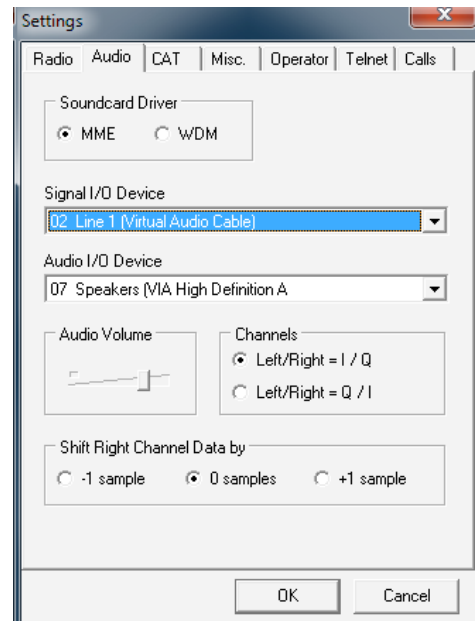 Settings
Radio Audio CAT Misc. Operator Telnet Calls
Soundcard Driver
MME WDM
Signal I/O Device
02 Line 1 (Virtual Audio Cable)
Audio I/O Device
07 Speakers (VIA High Definition A
Audio Volume
Channels
Left/Right = I / Q
Left/Right = Q / I
Shift Right Channel Data by
-1 sample 0 samples +1 sample
OK Cancel